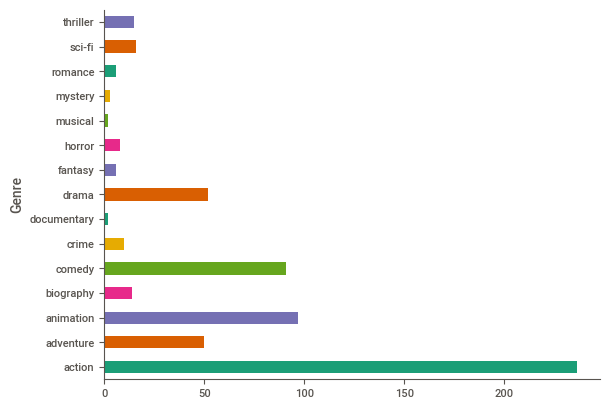 thriller
sci-fi
romance
mystery
musical
horror
fantasy
drama
documentary
crime
comedy
biography
animation
adventure
action
Genre
0 50 100 150 200